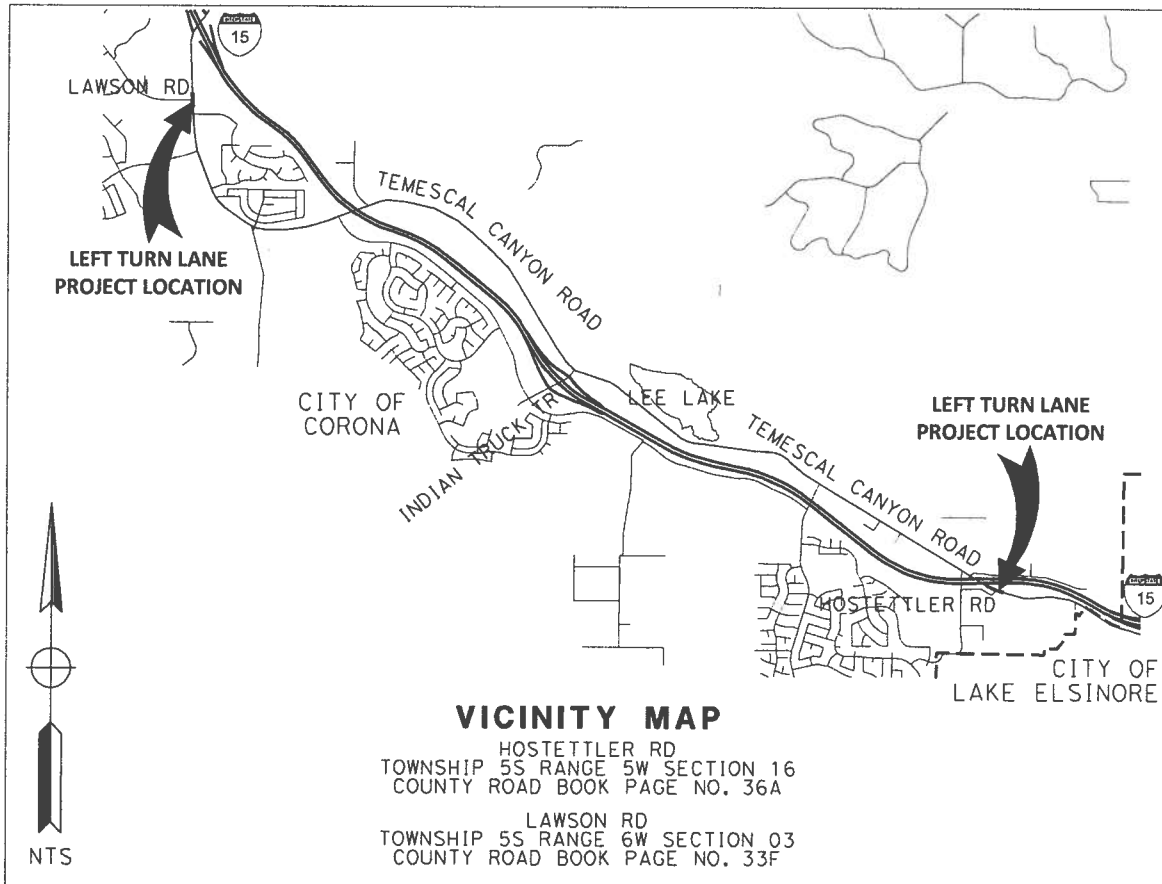 INTERSTATE
15
LAWSON RD
TEMESCAL CANYON ROAD
LEFT TURN LANE
PROJECT LOCATION
CITY OF
CORONA
INDIAN TRUCK TR
LEE LAKE
LEFT TURN LANE
PROJECT LOCATION
TEMESCAL CANYON ROAD
HOSTETTLER RD
INTERSTATE
15
CITY OF
LAKE ELSINORE
NTS
VICINITY MAP
HOSTETTLER RD
TOWNSHIP 5S RANGE 5W SECTION 16
COUNTY ROAD BOOK PAGE NO. 36A
LAWSON RD
TOWNSHIP 5S RANGE 6W SECTION 03
COUNTY ROAD BOOK PAGE NO. 33F